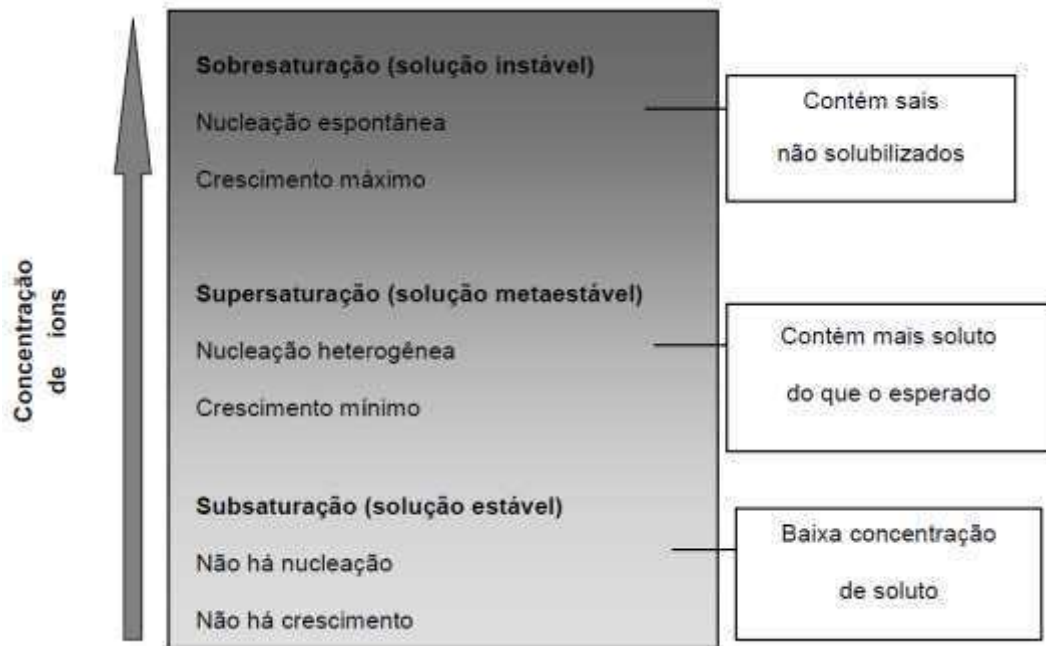 Concentração
de ions
Sobresaturação (solução instável)
Nucleação espontânea
Crescimento máximo
Contém sais
não solubilizados
Supersaturação (solução metaestável)
Nucleação heterogênea
Crescimento mínimo
Contém mais soluto
do que o esperado
Subsaturação (solução estável)
Não há nucleação
Não há crescimento
Baixa concentração
de soluto